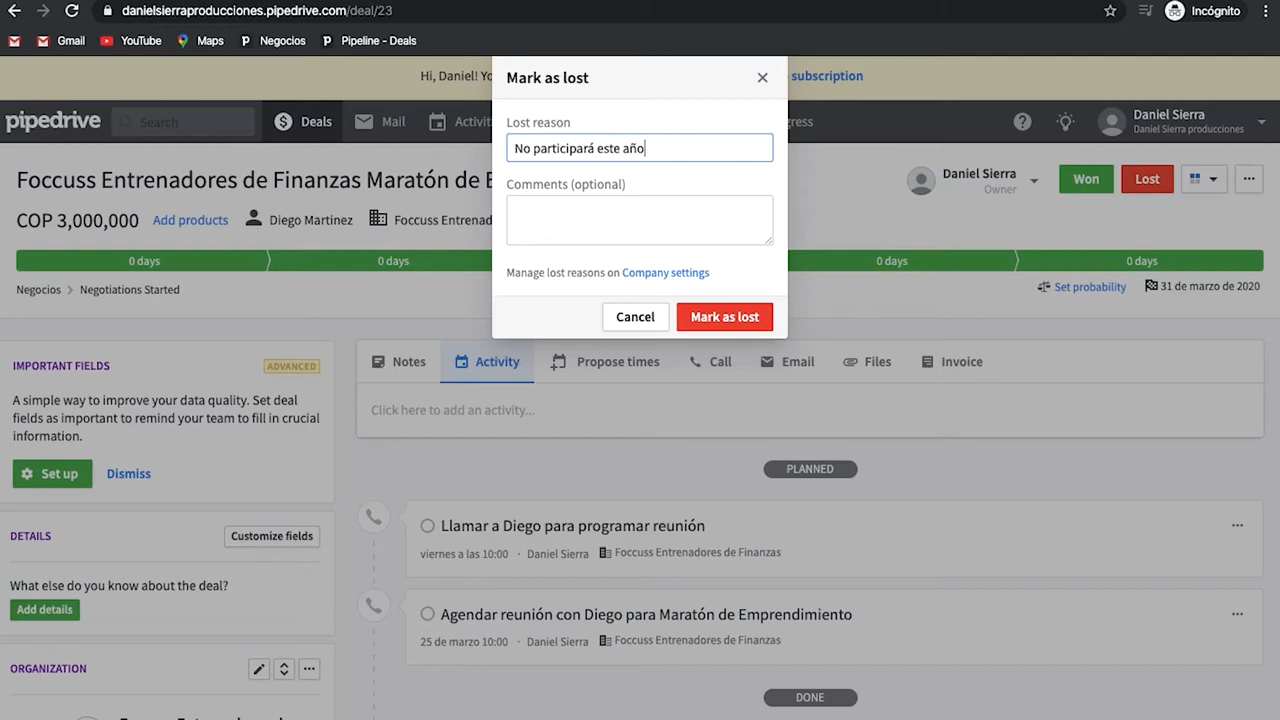 danielsierraproducciones.pipedrive.com/deal/23
Incógnito
Gmail
YouTube
Maps
Negocios
Pipeline - Deals
Hi, Daniel!
subscription
pipedrive
Search
Deals
Mail
Daniel Sierra
Daniel Sierra producciones
Mark as lost
Lost reason
No participará este año
Comments (optional)
Manage lost reasons on Company settings
Cancel
Mark as lost
Foccuss Entrenadores de Finanzas Maratón de
Daniel Sierra
Owner
Won
Lost
COP 3,000,000
Add products
Diego Martinez
Foccuss
0 days
0 days
0 days
0 days
Negocios > Negotiations Started
Set probability
31 de marzo de 2020
IMPORTANT FIELDS
ADVANCED
A simple way to improve your data quality. Set deal
fields as important to remind your team to fill in crucial
information.
Set up
Dismiss
DETAILS
Customize fields
What else do you know about the deal?
Add details
ORGANIZATION
Notes
Activity
Propose times
Call
Email
Files
Invoice
Click here to add an activity...
PLANNED
Llamar a Diego para programar reunión
viernes a las 10:00 · Daniel Sierra Foccuss Entrenadores de Finanzas
Agendar reunión con Diego para Maratón de Emprendimiento
25 de marzo 10:00 · Daniel Sierra Foccuss Entrenadores de Finanzas
DONE